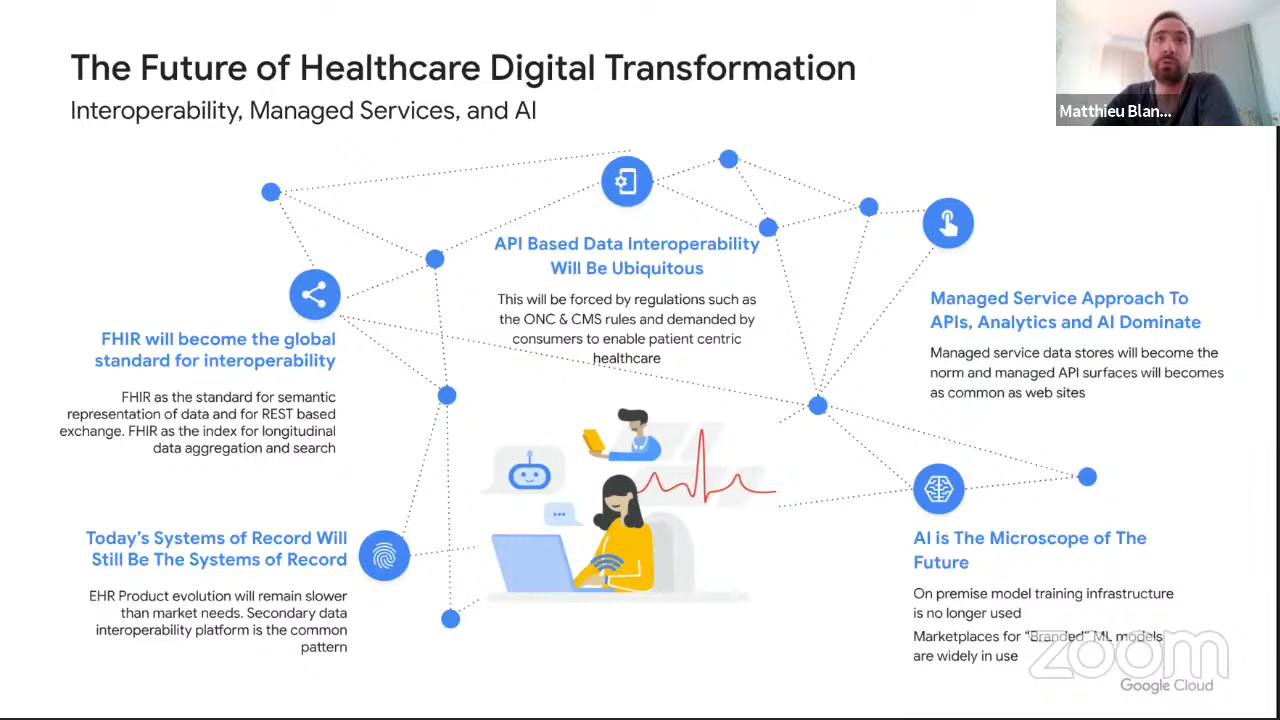 The Future of Healthcare Digital Transformation
Interoperability, Managed Services, and AI
Matthieu Blan...
API Based Data Interoperability
Will Be Ubiquitous
This will be forced by regulations such as
the ONC & CMS rules and demanded by
consumers to enable patient centric
healthcare
Managed Service Approach To
APIs, Analytics and AI Dominate
Managed service data stores will become the
norm and managed API surfaces will becomes
as common as web sites
FHIR will become the global
standard for interoperability
FHIR as the standard for semantic
representation of data and for REST based
exchange. FHIR as the index for longitudinal
data aggregation and search
Today's Systems of Record Will
Still Be The Systems of Record
EHR Product evolution will remain slower
than market needs. Secondary data
interoperability platform is the common
pattern
AI is The Microscope of The
Future
On premise model training infrastructure
is no longer used
Marketplaces for “Branded” ML models
are widely in use
zoom
Google Cloud